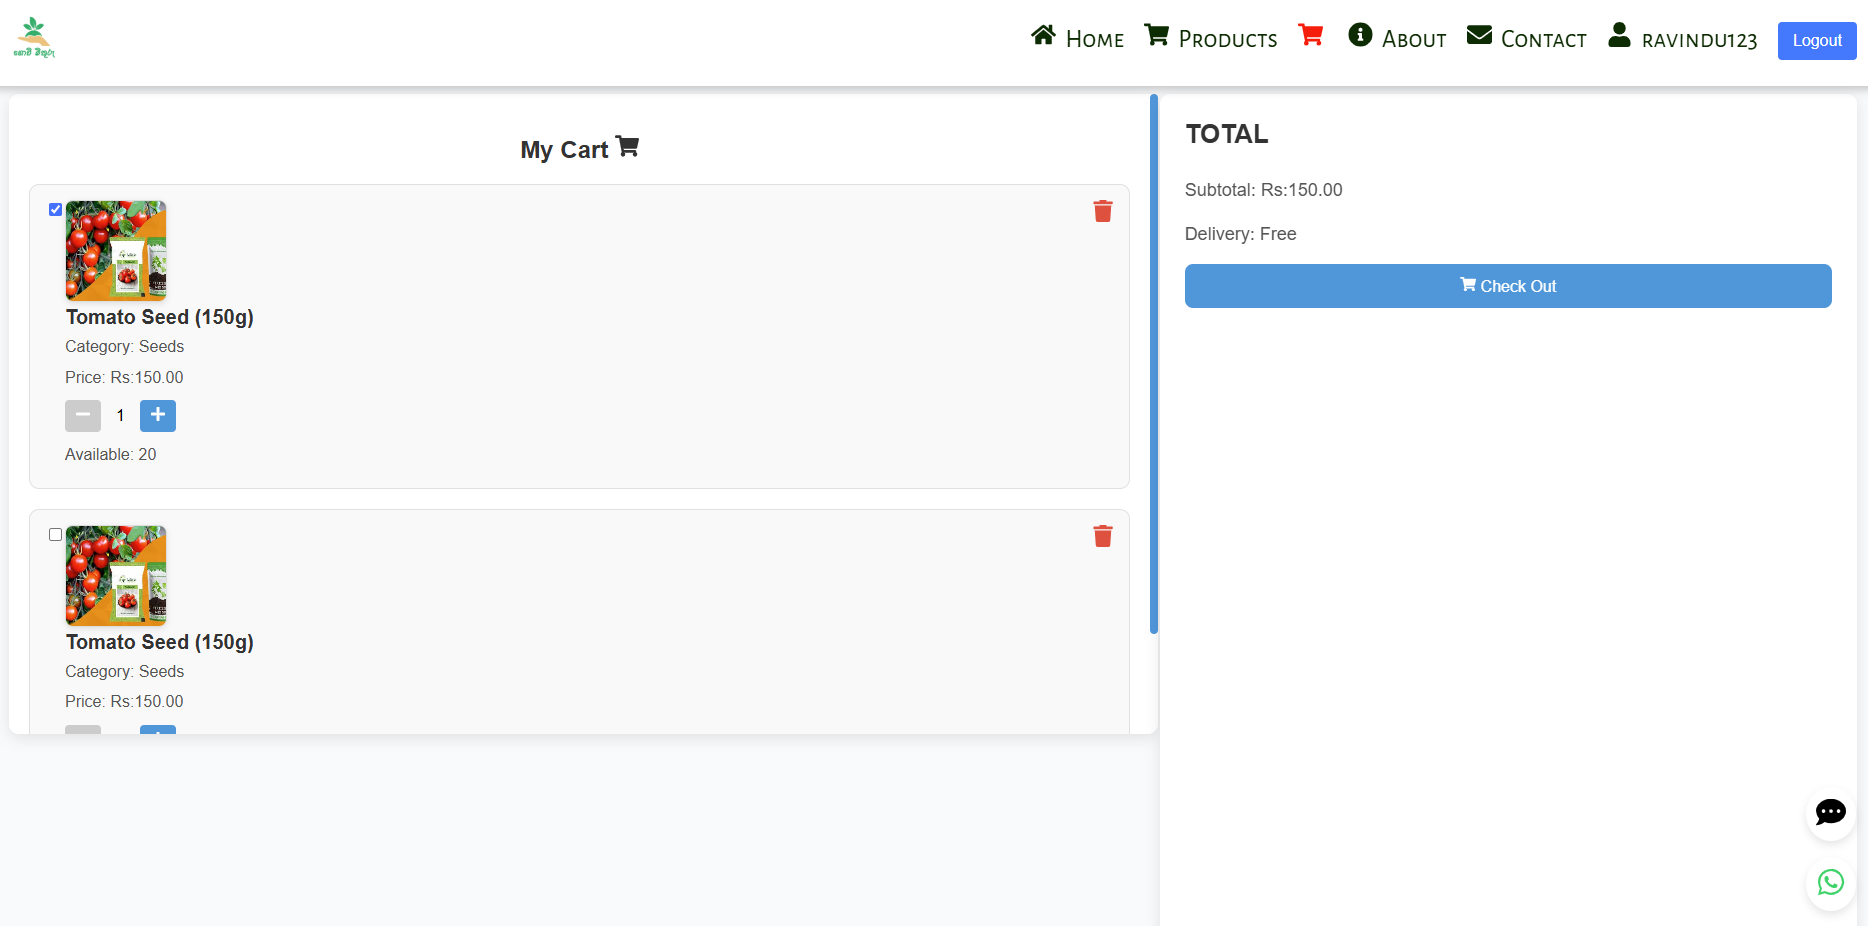 ගොවි මිතුරු
Home Products About Contact ravindu123 Logout
My Cart
Tomato Seed (150g)
Category: Seeds
Price: Rs:150.00
1
Available: 20
Tomato Seed (150g)
Category: Seeds
Price: Rs:150.00
TOTAL
Subtotal: Rs:150.00
Delivery: Free
Check Out